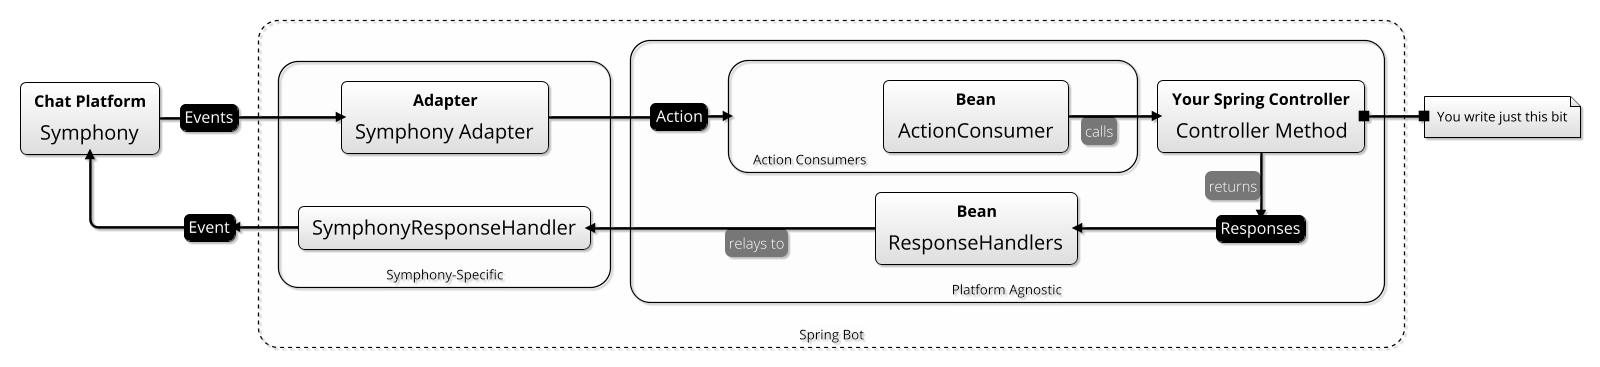 Chat Platform
Symphony
Events
Adapter
Symphony Adapter
Action
Bean
ActionConsumer
calls
Action Consumers
Your Spring Controller
Controller Method
You write just this bit
returns
Responses
Bean
ResponseHandlers
relays to
SymphonyResponseHandler
Event
Symphony-Specific
Platform Agnostic
Spring Bot